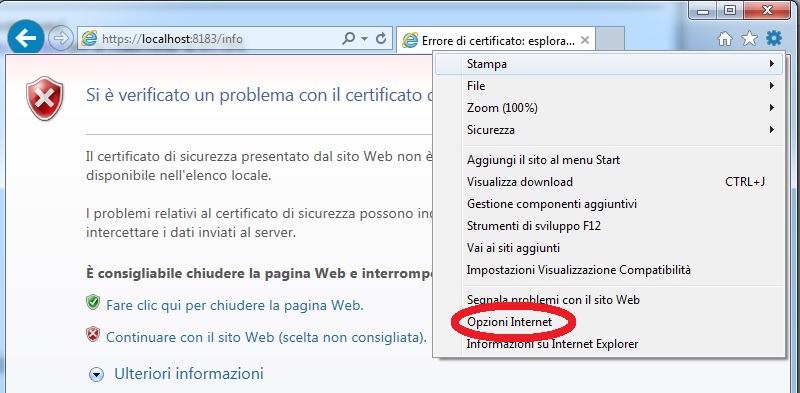 https://localhost:8183/info
Errore di certificato: esplora...
Si è verificato un problema con il certificato
Il certificato di sicurezza presentato dal sito Web non è
disponibile nell'elenco locale.
I problemi relativi al certificato di sicurezza possono
intercettare i dati inviati al server.
È consigliabile chiudere la pagina Web e
Fare clic qui per chiudere la pagina Web.
Continuare con il sito Web (scelta non consigliata).
Ulteriori informazioni
Stampa
File
Zoom (100%)
Sicurezza
Aggiungi il sito al menu Start
Visualizza download CTRL+J
Gestione componenti aggiuntivi
Strumenti di sviluppo F12
Vai ai siti aggiunti
Impostazioni Visualizzazione Compatibilità
Segnala problemi con il sito Web
Opzioni Internet
Informazioni su Internet Explorer